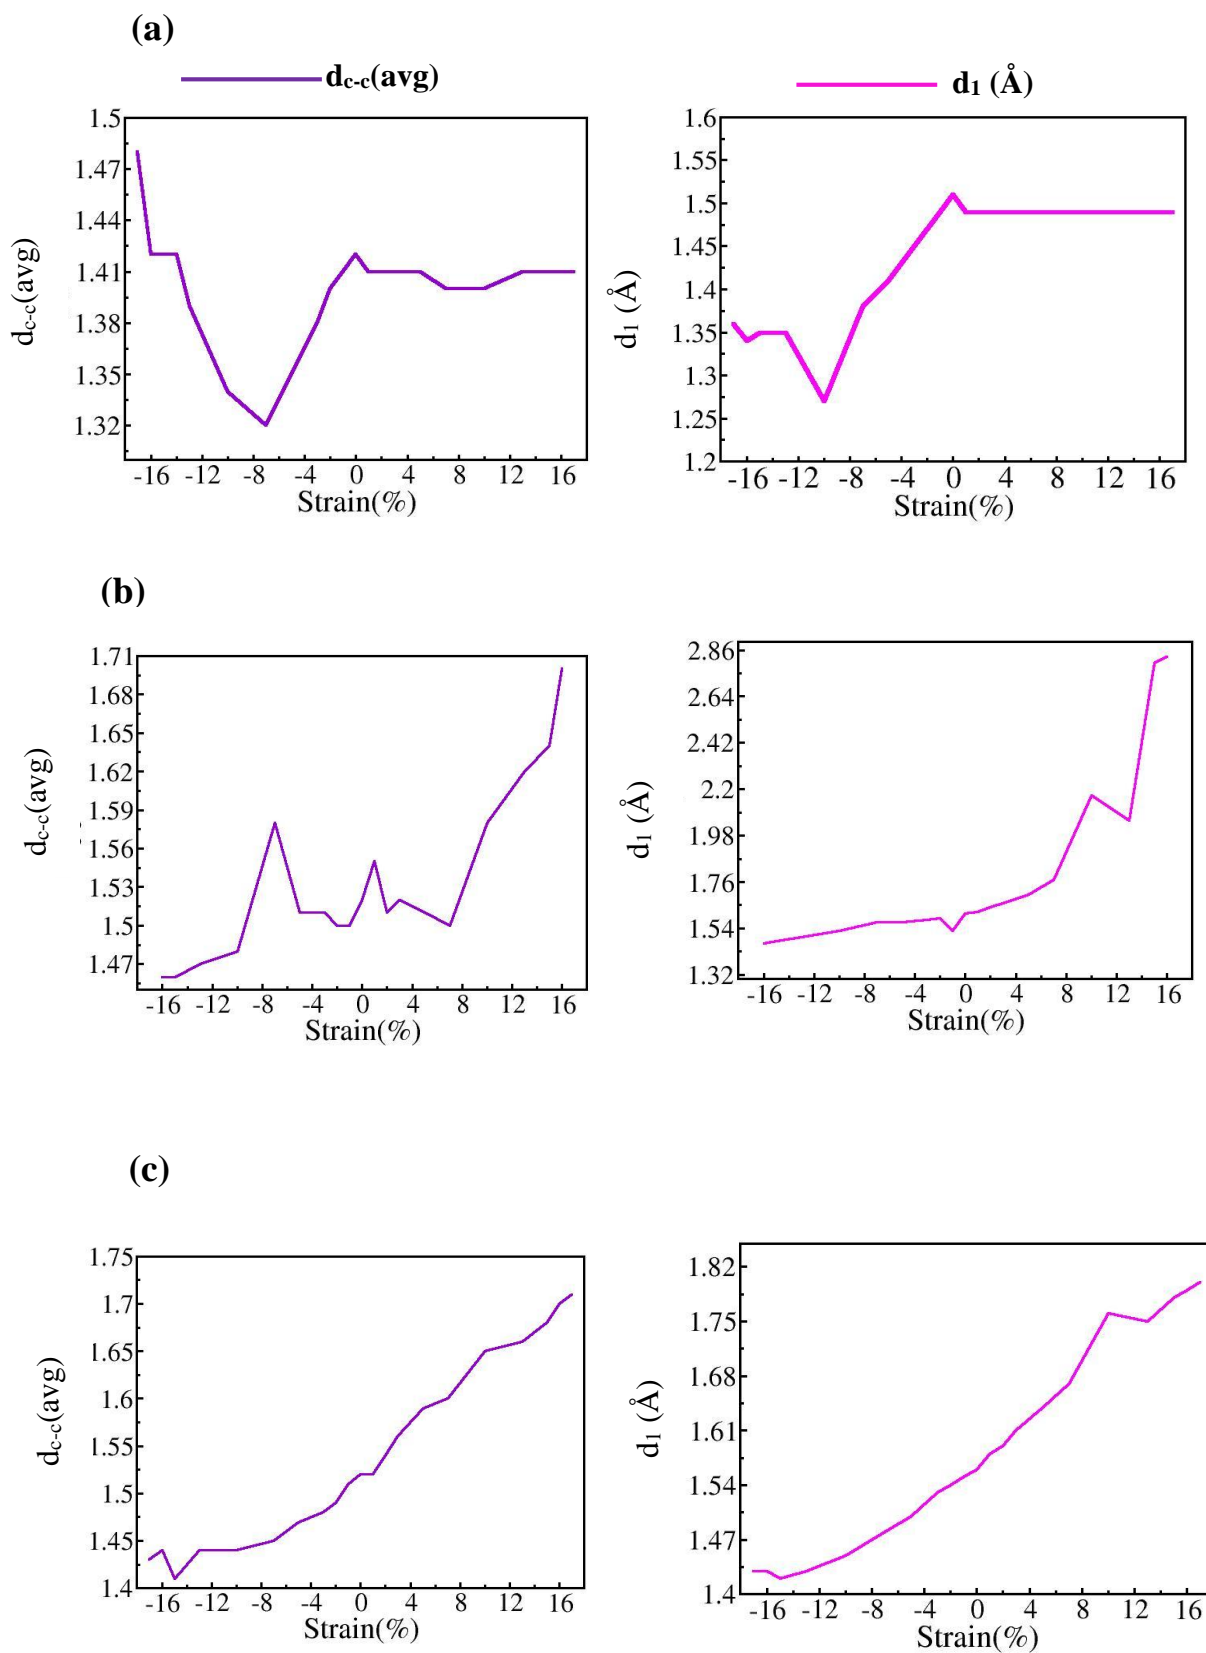 (a)
d_c-c(avg)
d_1 (Å)
1.5
1.47
1.44
1.41
1.38
1.35
1.32
d_c-c(avg)
-16 -12 -8 -4 0 4 8 12 16
Strain(%)
1.6
1.55
1.5
1.45
1.4
1.35
1.3
1.25
1.2
d_1 (Å)
-16 -12 -8 -4 0 4 8 12 16
Strain(%)
(b)
1.71
1.68
1.65
1.62
1.59
1.56
1.53
1.5
1.47
d_c-c(avg)
-16 -12 -8 -4 0 4 8 12 16
Strain(%)
2.86
2.64
2.42
2.2
1.98
1.76
1.54
1.32
d_1 (Å)
-16 -12 -8 -4 0 4 8 12 16
Strain(%)
(c)
1.75
1.7
1.65
1.6
1.55
1.5
1.45
1.4
d_c-c(avg)
-16 -12 -8 -4 0 4 8 12 16
Strain(%)
1.82
1.75
1.68
1.61
1.54
1.47
1.4
d_1 (Å)
-16 -12 -8 -4 0 4 8 12 16
Strain(%)